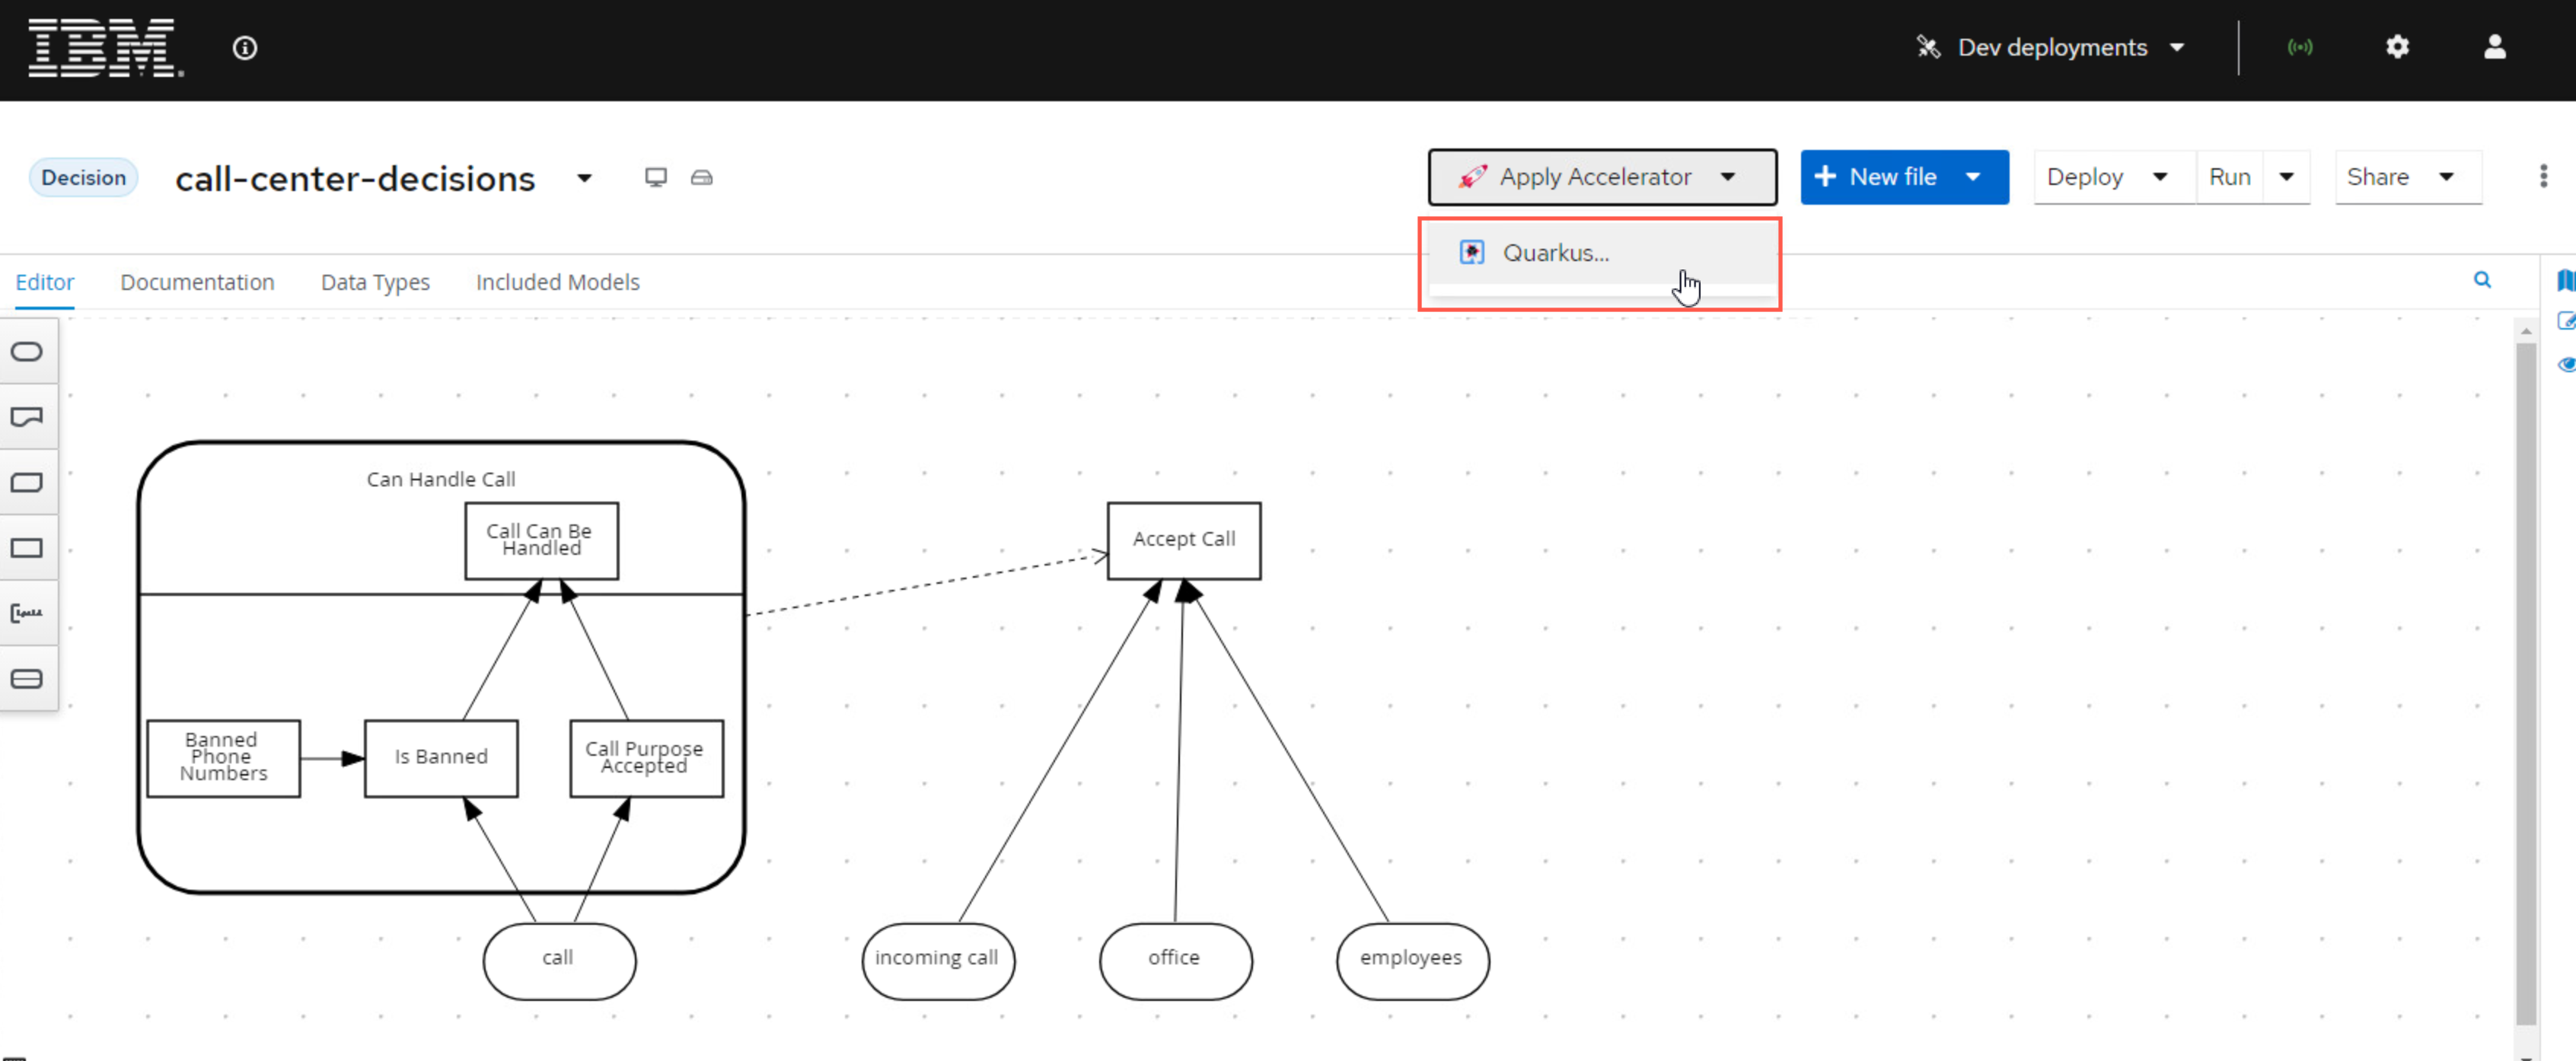 IBM
Dev deployments
Decision
call-center-decisions
Apply Accelerator
New file
Deploy
Run
Share
Quarkus...
Editor
Documentation
Data Types
Included Models
Can Handle Call
Call Can Be
Handled
Accept Call
Banned
Phone
Numbers
Is Banned
Call Purpose
Accepted
call
incoming call
office
employees